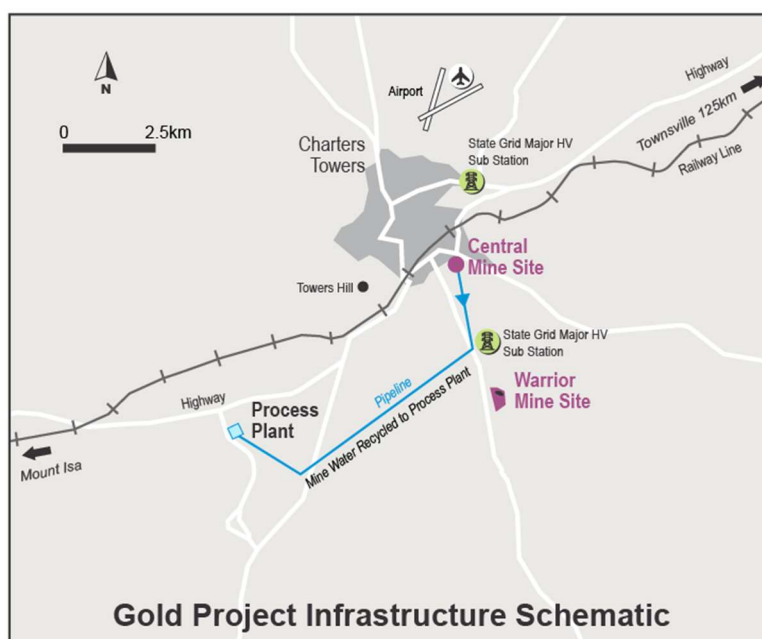 N
0 2.5km
Airport
Highway
Townsville 125km
Railway Line
Charters
Towers
State Grid Major HV
Sub Station
Central
Mine Site
Towers Hill
State Grid Major HV
Sub Station
Warrior
Mine Site
Pipeline
Mine Water Recycled to Process Plant
Highway
Process
Plant
Mount Isa
Gold Project Infrastructure Schematic